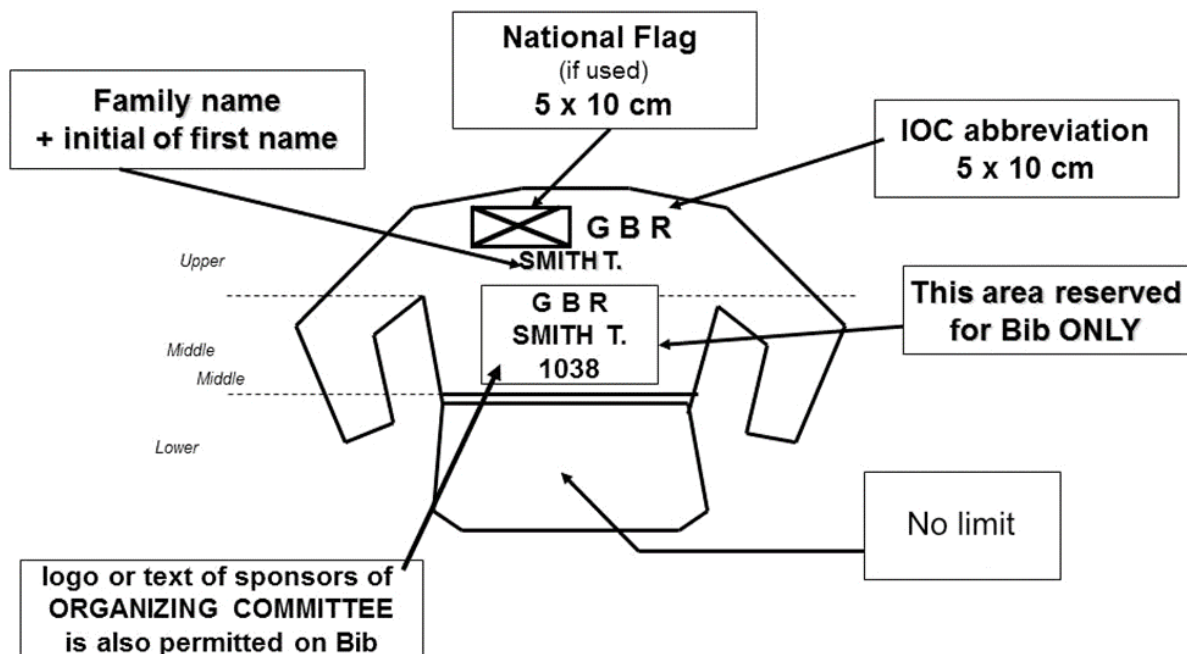 National Flag
(if used)
5 x 10 cm
Family name
+ initial of first name
IOC abbreviation
5 x 10 cm
G B R
SMITH T.
Upper
This area reserved
for Bib ONLY
G B R
SMITH T.
1038
Middle
Middle
Lower
No limit
logo or text of sponsors of
ORGANIZING COMMITTEE
is also permitted on Bib